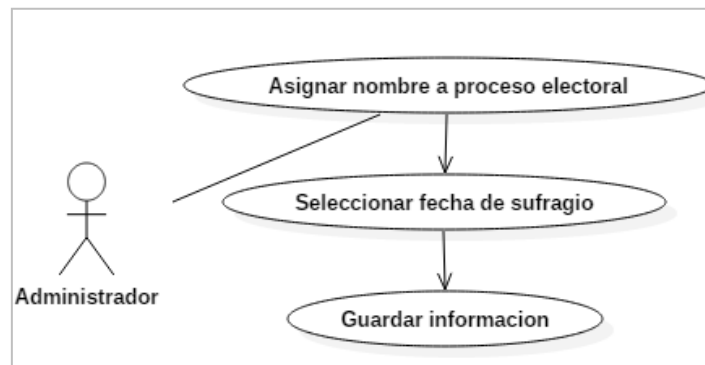 Asignar nombre a proceso electoral
Seleccionar fecha de sufragio
Administrador
Guardar informacion